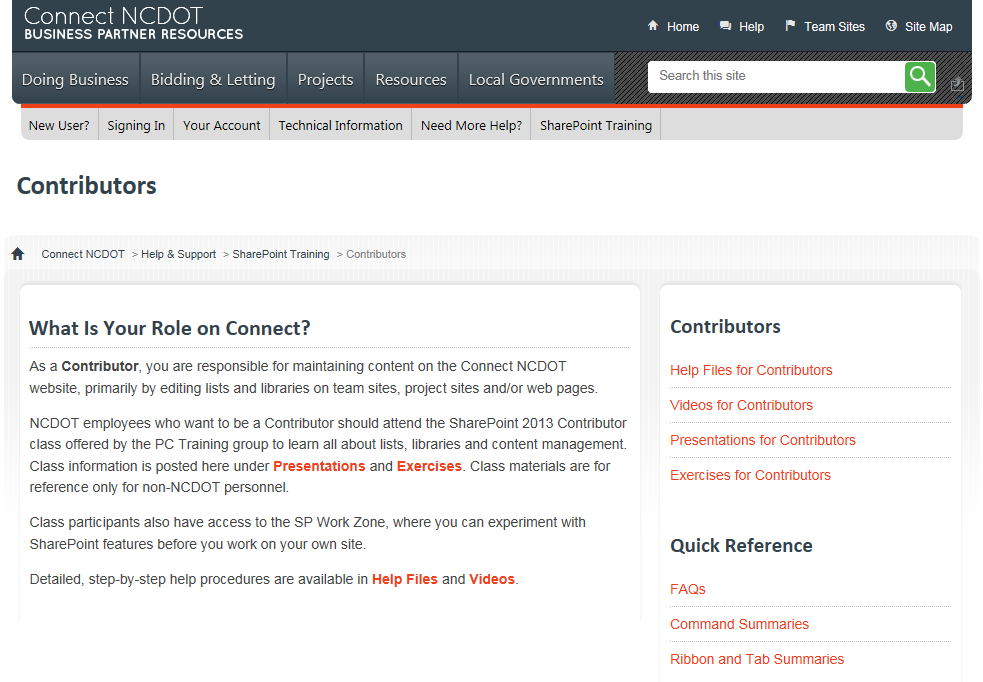 Connect NCDOT
BUSINESS PARTNER RESOURCES
Home Help Team Sites Site Map
Doing Business Bidding & Letting Projects Resources Local Governments Search this site
New User? Signing In Your Account Technical Information Need More Help? SharePoint Training
Contributors
Connect NCDOT > Help & Support > SharePoint Training > Contributors
What Is Your Role on Connect?
As a Contributor, you are responsible for maintaining content on the Connect NCDOT
website, primarily by editing lists and libraries on team sites, project sites and/or web pages.
NCDOT employees who want to be a Contributor should attend the SharePoint 2013 Contributor
class offered by the PC Training group to learn all about lists, libraries and content management.
Class information is posted here under Presentations and Exercises. Class materials are for
reference only for non-NCDOT personnel.
Class participants also have access to the SP Work Zone, where you can experiment with
SharePoint features before you work on your own site.
Detailed, step-by-step help procedures are available in Help Files and Videos.
Contributors
Help Files for Contributors
Videos for Contributors
Presentations for Contributors
Exercises for Contributors
Quick Reference
FAQs
Command Summaries
Ribbon and Tab Summaries